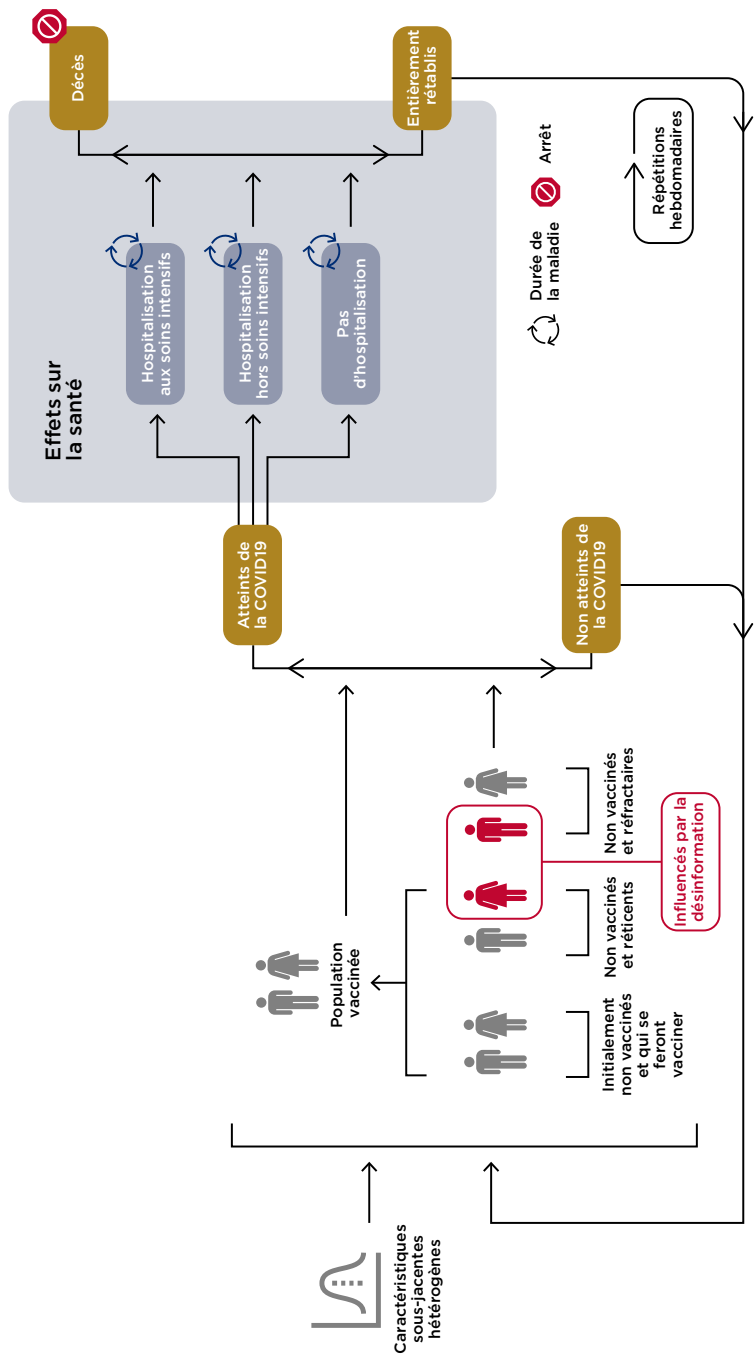 Caractéristiques
sous-jacentes
hétérogènes
Population
vaccinée
Initialement
non vaccinés
et qui se
feront
vacciner
Non vaccinés
et réticents
Non vaccinés
et réfractaires
Influencés par la
désinformation
Atteints de
la COVID19
Non atteints de
la COVID19
Effets sur
la santé
Hospitalisation
aux soins intensifs
Hospitalisation
hors soins intensifs
Pas
d'hospitalisation
Décès
Entièrement
rétablis
Durée de
la maladie
Arrêt
Répétitions
hebdomadaires